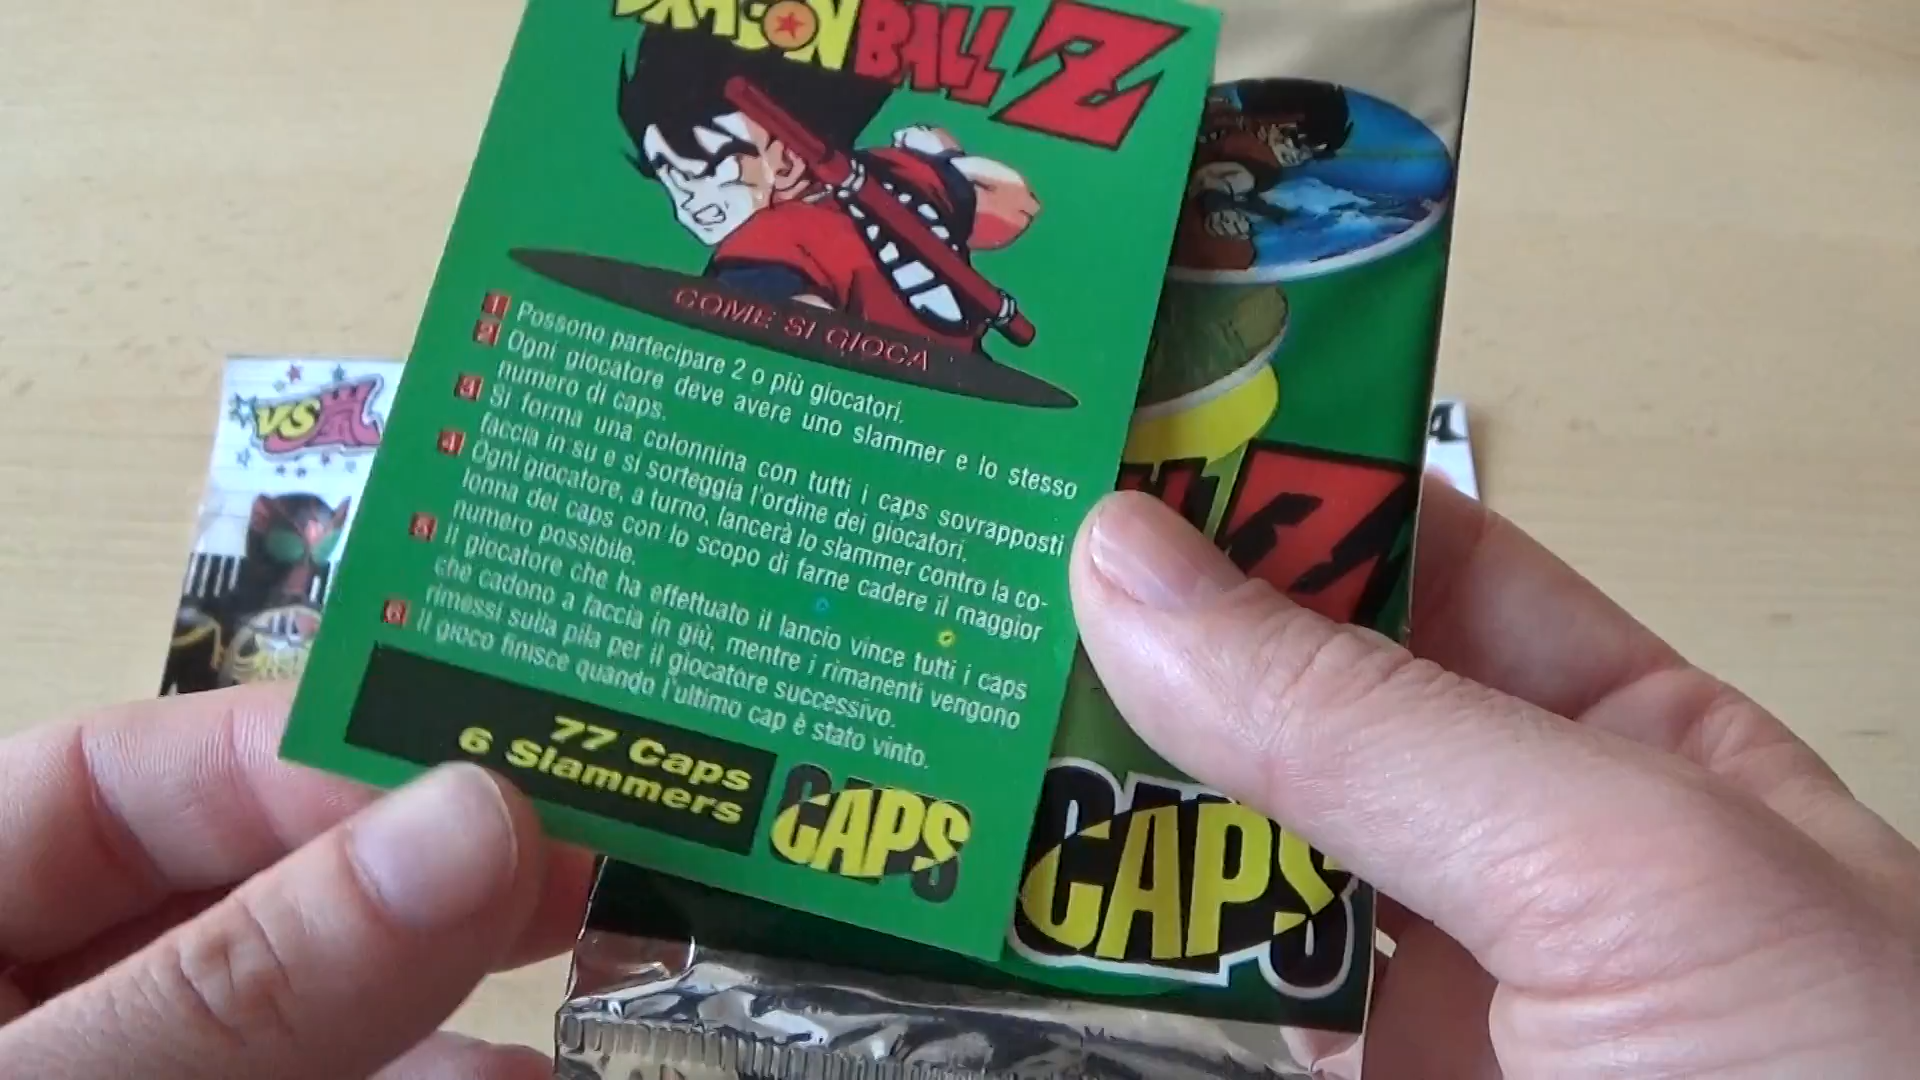 DRAGON BALL Z
COME SI GIOCA
1 Possono partecipare 2 o più giocatori.
2 Ogni giocatore deve avere uno slammer e lo stesso
numero di caps.
3 Si forma una colonnina con tutti i caps sovrapposti
faccia in su e si sorteggia l'ordine dei giocatori.
4 Ogni giocatore, a turno, lancerà lo slammer contro la co-
lonna dei caps con lo scopo di farne cadere il maggior
numero possibile.
5 Il giocatore che ha effettuato il lancio vince tutti i caps
che cadono a faccia in giù, mentre i rimanenti vengono
rimessi sulla pila per il giocatore successivo.
6 Il gioco finisce quando l'ultimo cap è stato vinto.
77 Caps
6 Slammers
CAPS
Z
CAPS
VS